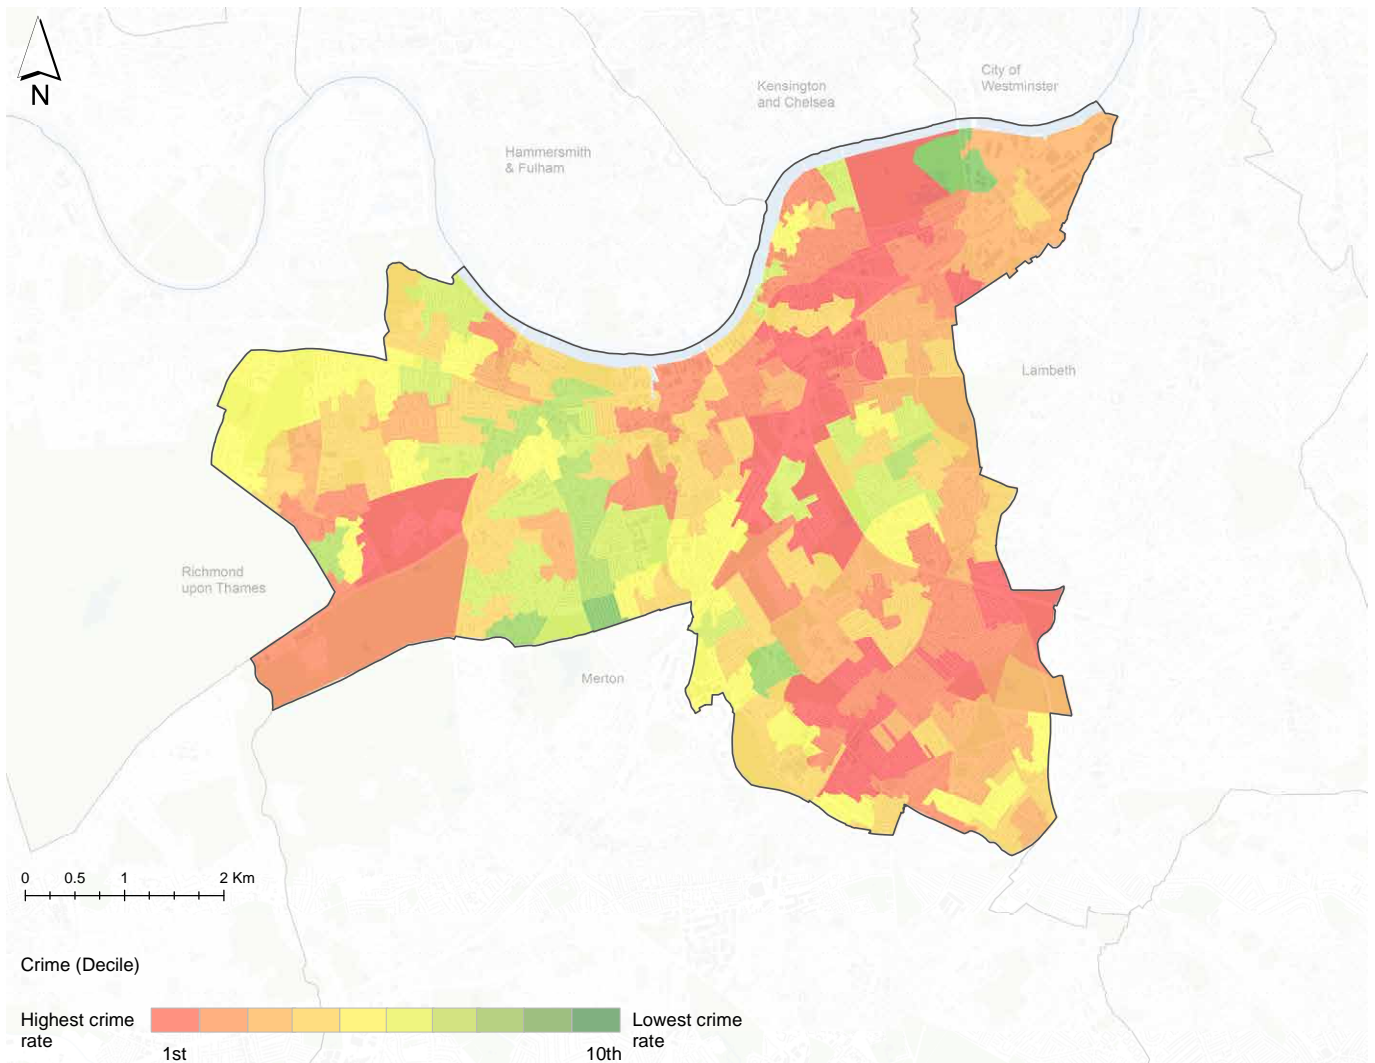 N
Kensington
and Chelsea
City of
Westminster
Hammersmith
& Fulham
Lambeth
Richmond
upon Thames
Merton
0 0.5 1 2 Km
Crime (Decile)
Highest crime
rate
Lowest crime
rate
1st 10th